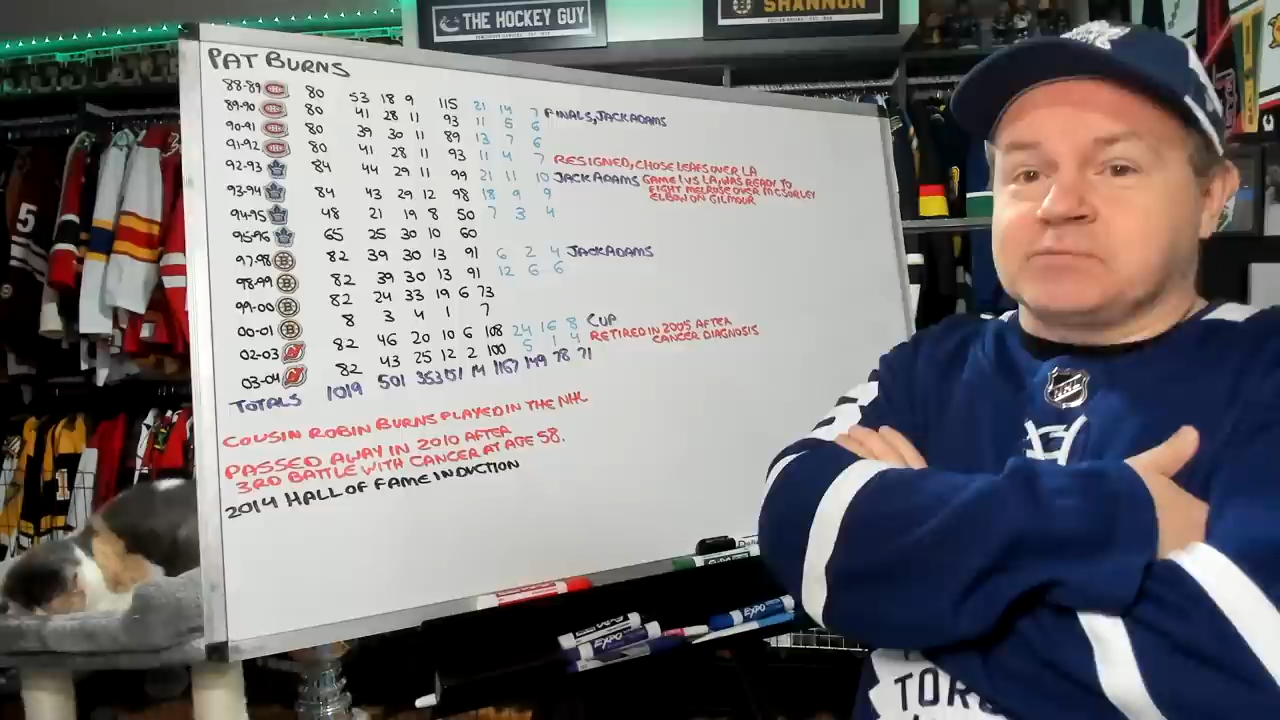 THE HOCKEY GUY
SHANNON
PAT BURNS
88-89 80 53 18 9 115 21 14 7 FINALS, JACK ADAMS
89-90 80 41 28 11 93 11 5 6
90-91 80 39 30 11 89 13 7 6
91-92 80 41 28 11 93 11 4 7 RESIGNED, CHOSE LEAFS OVER LA
92-93 84 44 29 11 99 21 11 10 JACK ADAMS GAME 1 VS LA, WAS READY TO
FIGHT MELROSE OVER MCSORLEY
ELBOW ON GILMOUR
93-94 84 43 29 12 98 18 9 9
94-95 48 21 19 8 50 7 3 4
95-96 65 25 30 10 60
97-98 82 39 30 13 91 6 2 4 JACK ADAMS
98-99 82 39 30 13 91 12 6 6
99-00 82 24 33 19 6 73
00-01 8 3 4 1 7
02-03 82 46 20 10 6 108 24 16 8 CUP
03-04 82 43 25 12 2 100 5 1 4 RETIRED IN 2005 AFTER
CANCER DIAGNOSIS
TOTALS 1019 501 353 151 14 1167 149 78 71
COUSIN ROBIN BURNS PLAYED IN THE NHL
PASSED AWAY IN 2010 AFTER
3RD BATTLE WITH CANCER AT AGE 58.
2014 HALL OF FAME INDUCTION
5
NHL
EXPO
EXPO
TOR